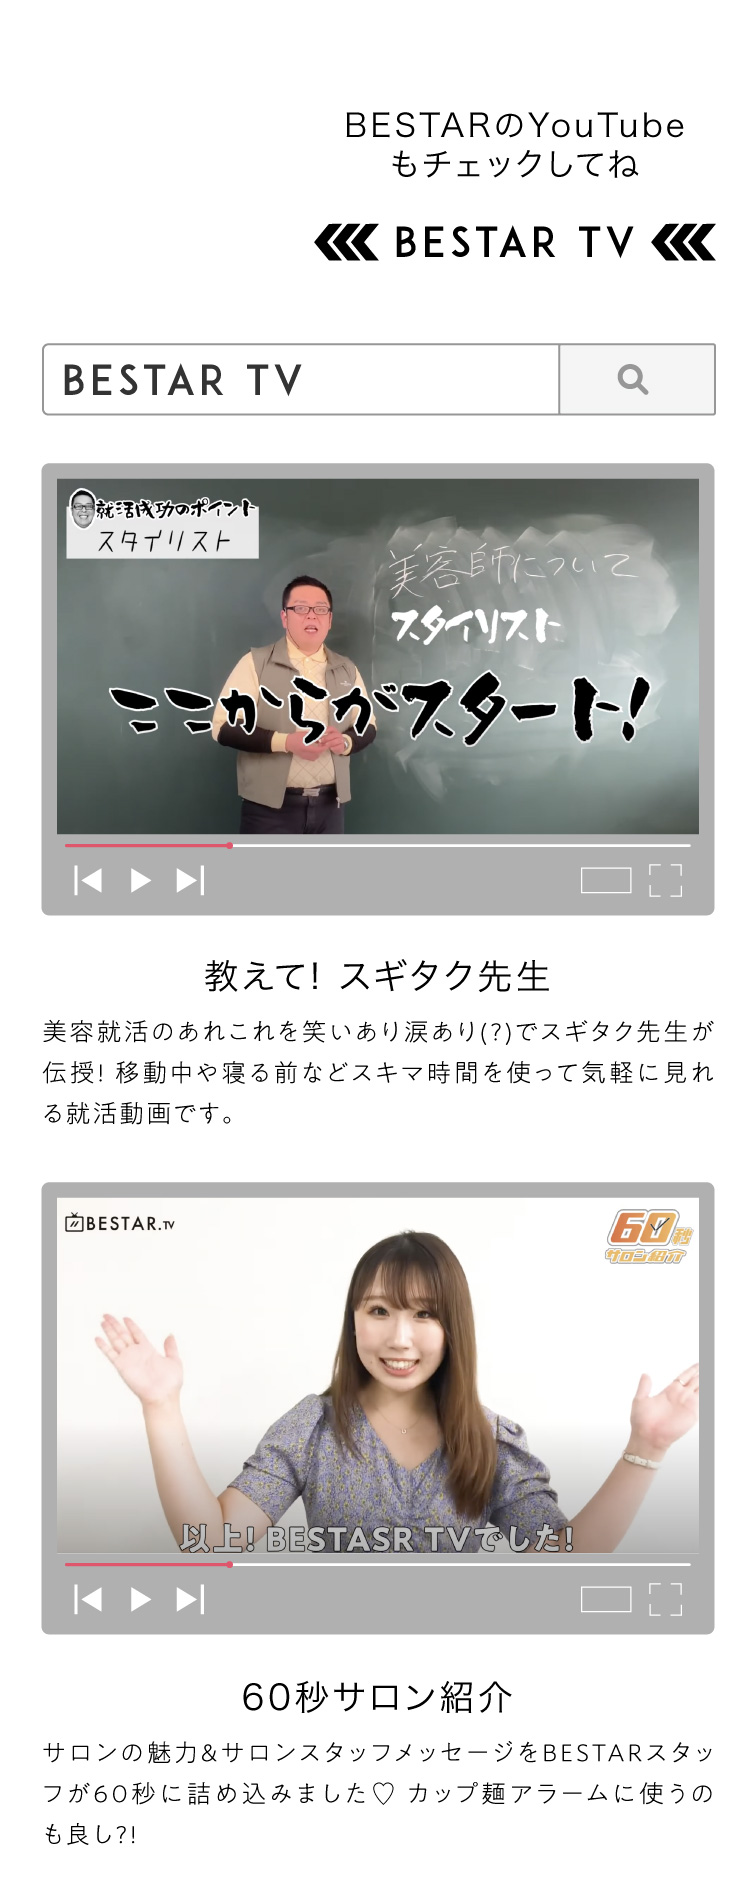 BESTARのYouTube
もチェックしてね
BESTAR TV
BESTAR TV
就活成功のポイント
スタイリスト
美容師について
スタイリスト
ここからがスタート!
教えて! スギタク先生
美容就活のあれこれを笑いあり涙あり(?)でスギタク先生が
伝授! 移動中や寝る前などスキマ時間を使って気軽に見れ
る就活動画です。
BESTAR.TV
60秒
サロン紹介
以上! BESTASR TVでした!
60秒サロン紹介
サロンの魅力&サロンスタッフメッセージをBESTARスタッ
フが60秒に詰め込みました♡ カップ麺アラームに使うの
も良し?!